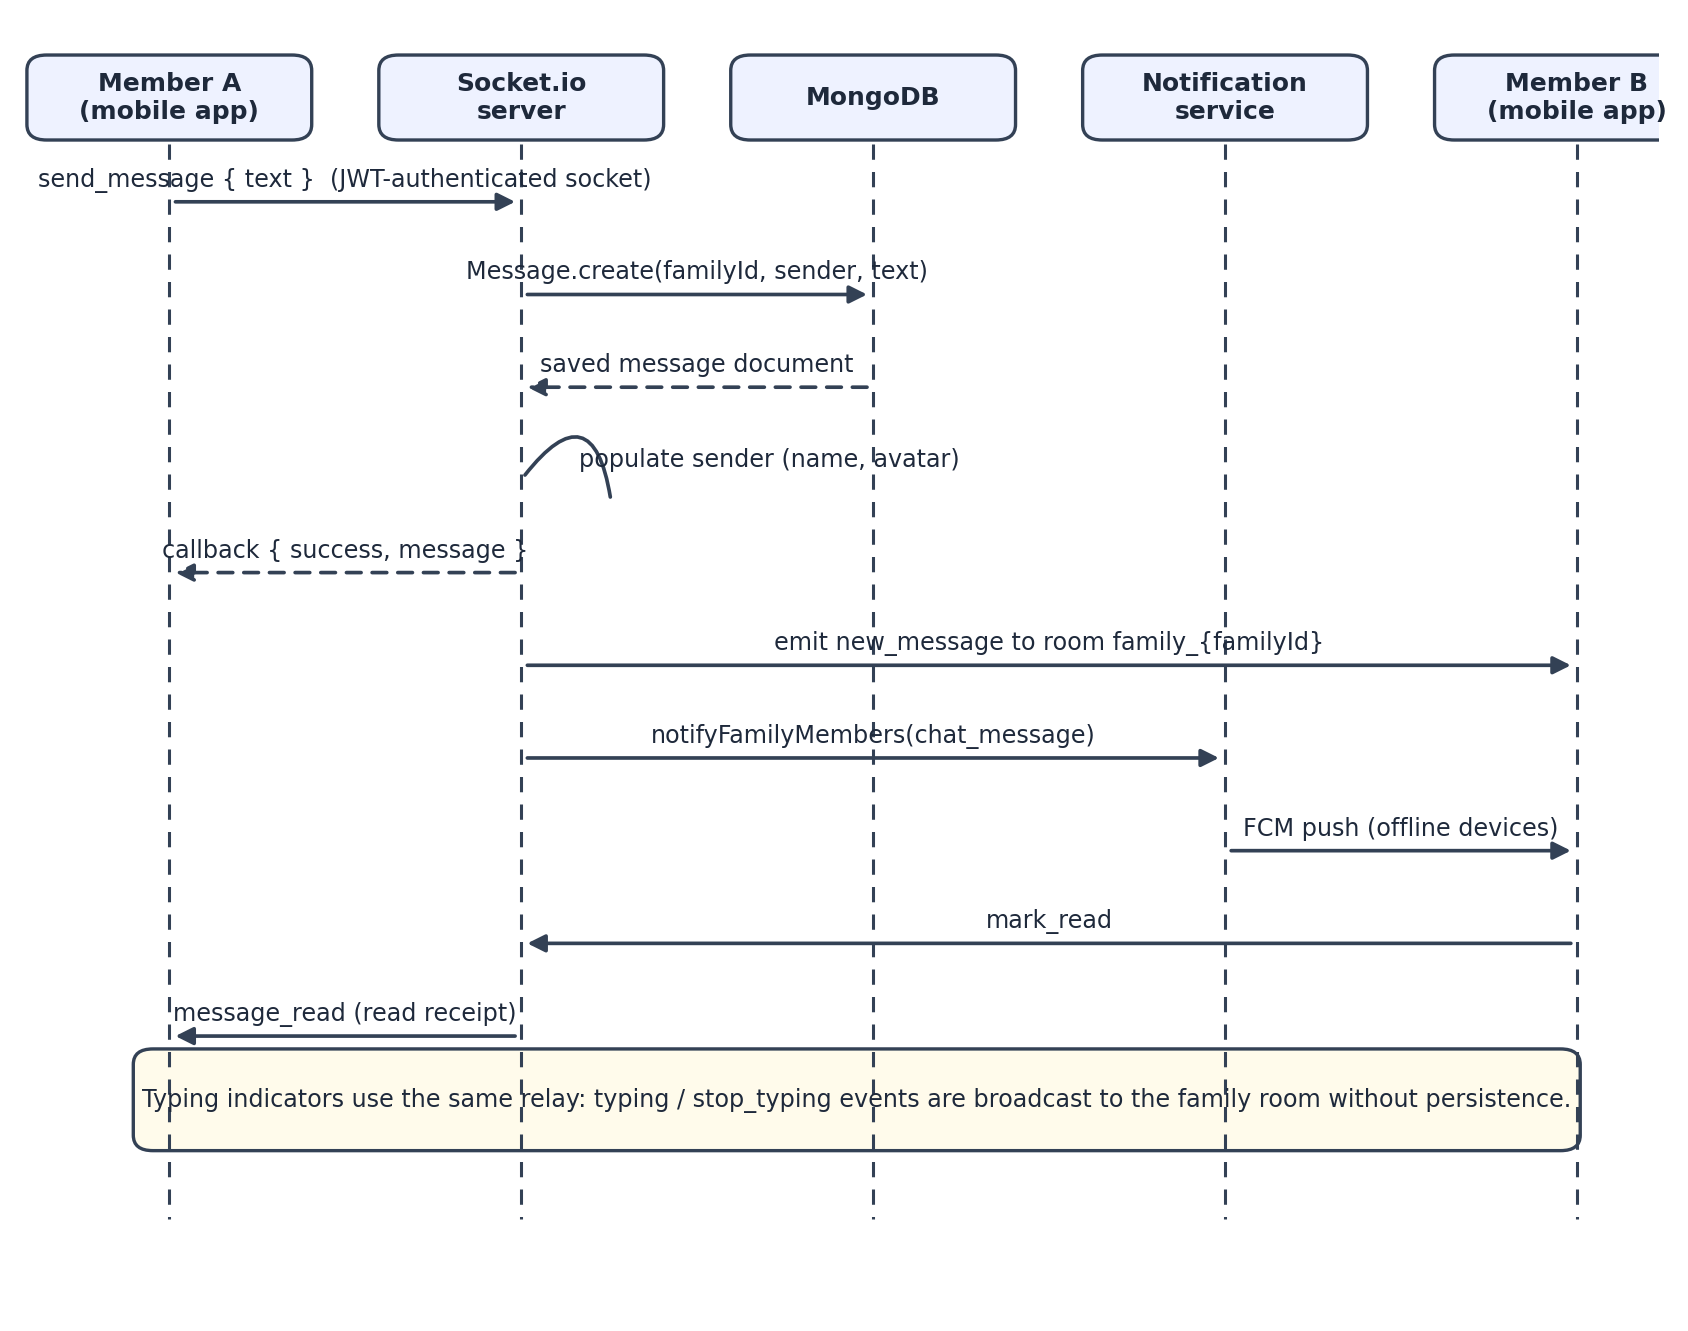 Member A
(mobile app)
Socket.io
server
MongoDB
Notification
service
Member B
(mobile app)
send_message { text }  (JWT-authenticated socket)
Message.create(familyId, sender, text)
saved message document
populate sender (name, avatar)
callback { success, message }
emit new_message to room family_{familyId}
notifyFamilyMembers(chat_message)
FCM push (offline devices)
mark_read
message_read (read receipt)
Typing indicators use the same relay: typing / stop_typing events are broadcast to the family room without persistence.